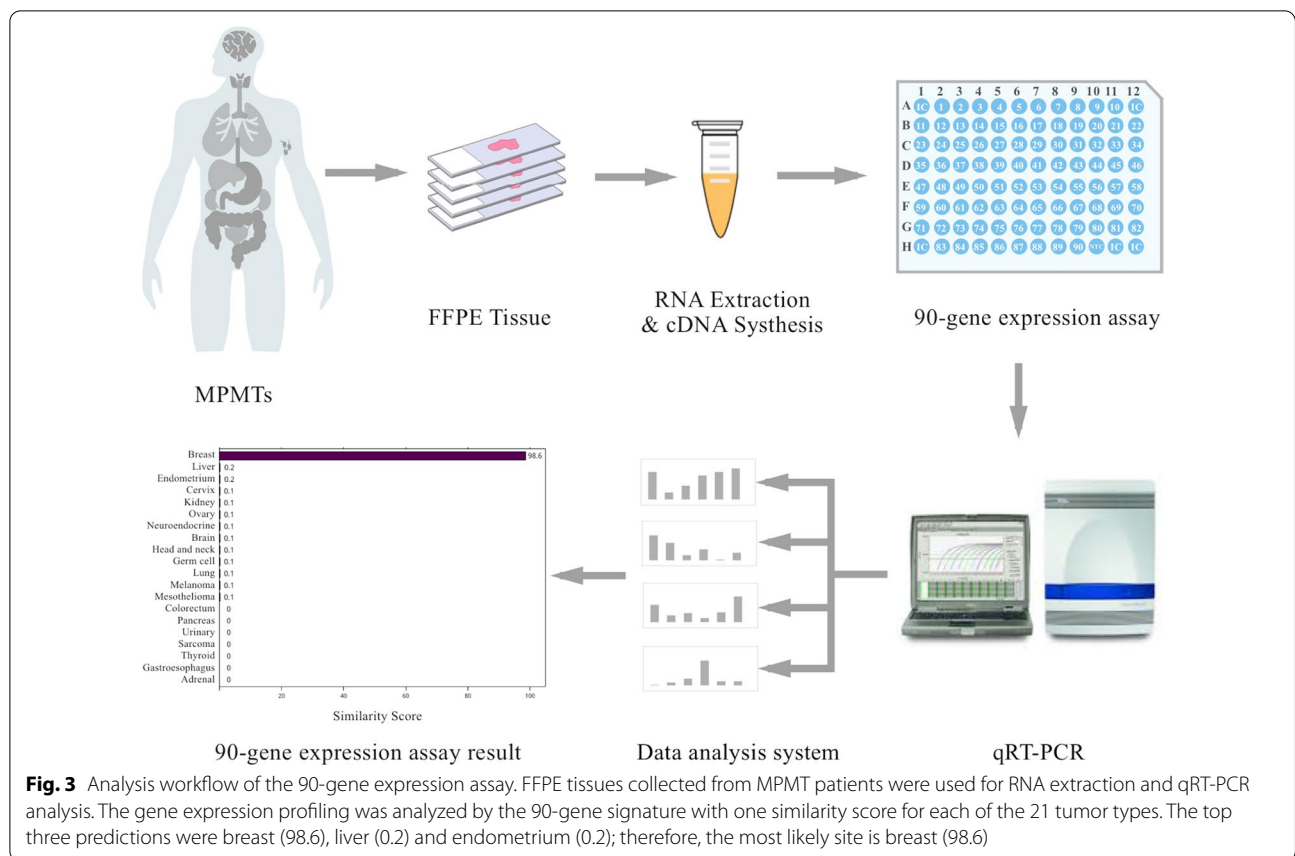 1 2 3 4 5 6 7 8 9 10 11 12
A IC 1 2 3 4 5 6 7 8 9 10 IC
B 11 12 13 14 15 16 17 18 19 20 21 22
C 23 24 25 26 27 28 29 30 31 32 33 34
D 35 36 37 38 39 40 41 42 43 44 45 46
E 47 48 49 50 51 52 53 54 55 56 57 58
F 59 60 61 62 63 64 65 66 67 68 69 70
G 71 72 73 74 75 76 77 78 79 80 81 82
H IC 83 84 85 86 87 88 89 90 NTC IC IC
FFPE Tissue
RNA Extraction
& cDNA Systhesis
90-gene expression assay
MPMTs
Breast 98.6
Liver 0.2
Endometrium 0.2
Cervix 0.1
Kidney 0.1
Ovary 0.1
Neuroendocrine 0.1
Brain 0.1
Head and neck 0.1
Germ cell 0.1
Lung 0.1
Melanoma 0.1
Mesothelioma 0.1
Colorectum 0
Pancreas 0
Urinary 0
Sarcoma 0
Thyroid 0
Gastroesophagus 0
Adrenal 0
20 40 60 80 100
Similarity Score
90-gene expression assay result
Data analysis system
qRT-PCR
Fig. 3 Analysis workflow of the 90-gene expression assay. FFPE tissues collected from MPMT patients were used for RNA extraction and qRT-PCR
analysis. The gene expression profiling was analyzed by the 90-gene signature with one similarity score for each of the 21 tumor types. The top
three predictions were breast (98.6), liver (0.2) and endometrium (0.2); therefore, the most likely site is breast (98.6)